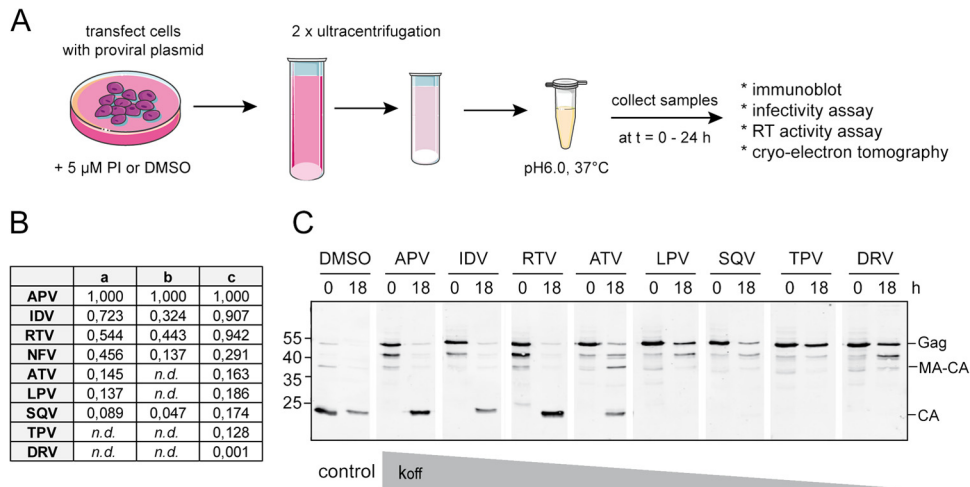 A
transfect cells
with proviral plasmid
+ 5 µM PI or DMSO
2 x ultracentrifugation
pH6.0, 37°C
collect samples
at t = 0 - 24 h
* immunoblot
* infectivity assay
* RT activity assay
* cryo-electron tomography
B
a b c
APV 1,000 1,000 1,000
IDV 0,723 0,324 0,907
RTV 0,544 0,443 0,942
NFV 0,456 0,137 0,291
ATV 0,145 n.d. 0,163
LPV 0,137 n.d. 0,186
SQV 0,089 0,047 0,174
TPV n.d. n.d. 0,128
DRV n.d. n.d. 0,001
C
DMSO APV IDV RTV ATV LPV SQV TPV DRV
0 18 0 18 0 18 0 18 0 18 0 18 0 18 0 18 0 18 h
55
40
35
25
Gag
MA-CA
CA
control koff